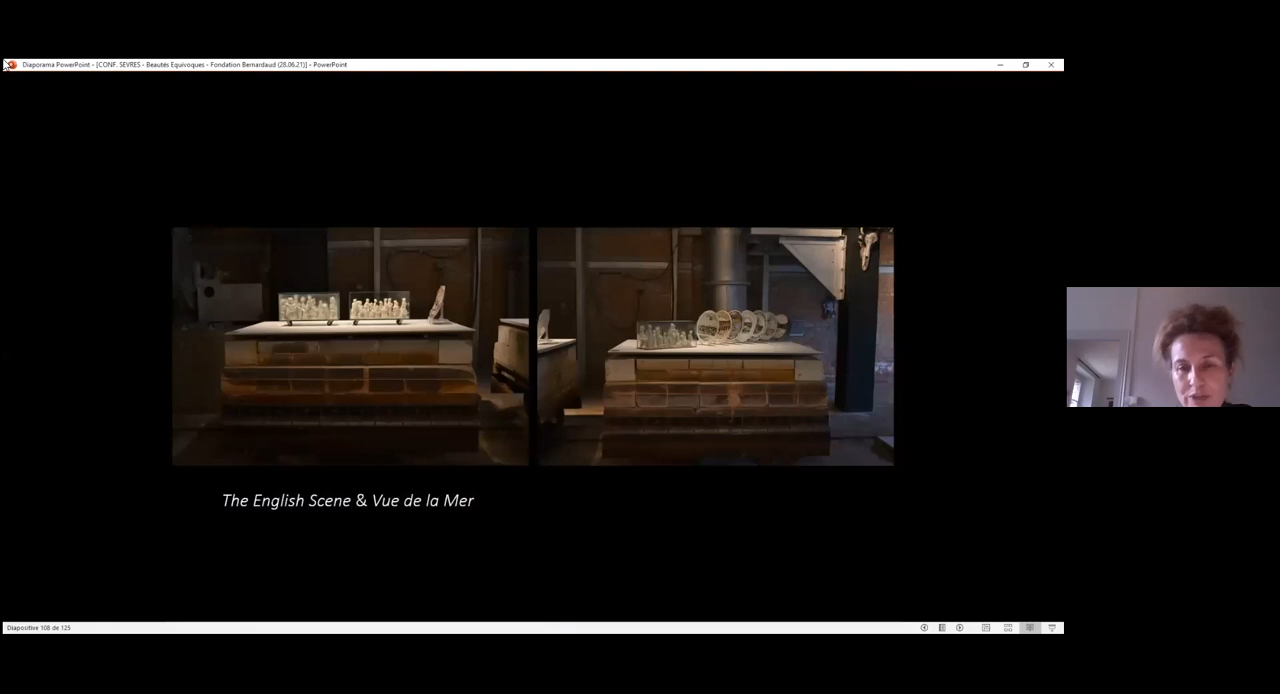 Diaporama PowerPoint - [CONF. SEVRES - Beautés Equivoques - Fondation Bernardaud (28.06.21)] - PowerPoint
The English Scene & Vue de la Mer
Diapositive 108 de 125